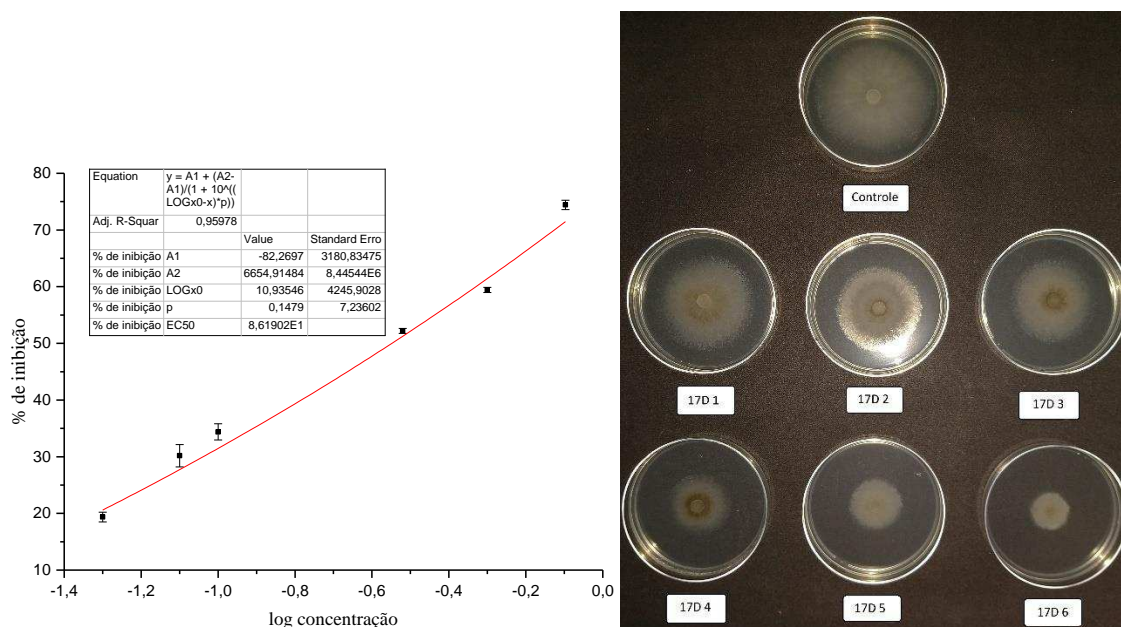 80
70
60
50
40
30
20
10
% de inibição
Equation y = A1 + (A2-
A1)/(1 + 10^((
LOGx0-x)*p))
Adj. R-Squar 0,95978
Value Standard Erro
% de inibição A1 -82,2697 3180,83475
% de inibição A2 6654,91484 8,44544E6
% de inibição LOGx0 10,93546 4245,9028
% de inibição p 0,1479 7,23602
% de inibição EC50 8,61902E1
-1,4 -1,2 -1,0 -0,8 -0,6 -0,4 -0,2 0,0
log concentração
Controle
17D 1 17D 2 17D 3
17D 4 17D 5 17D 6